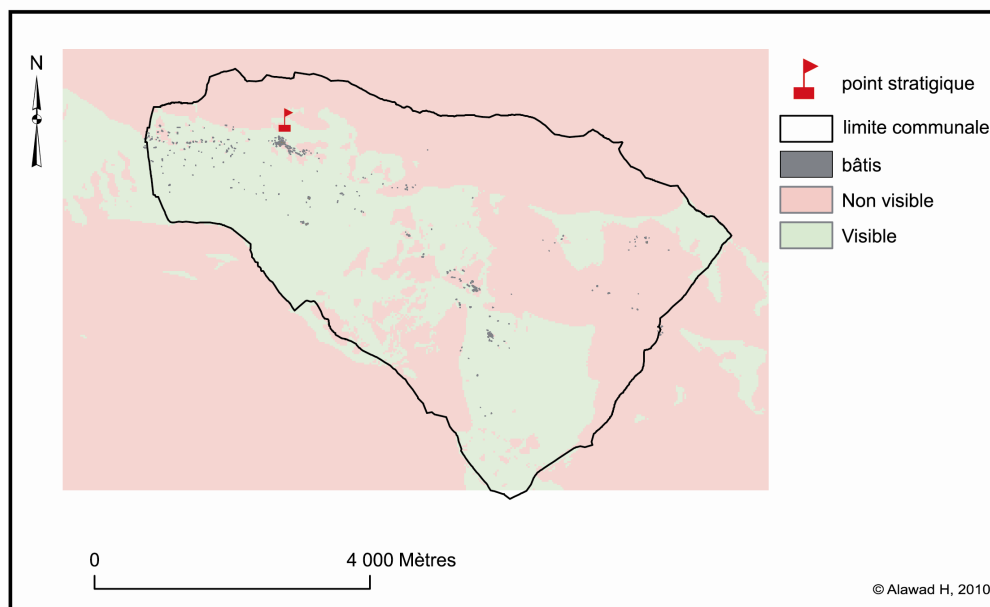 N
point stratigique
limite communale
bâtis
Non visible
Visible
0
4 000 Mètres
© Alawad H, 2010